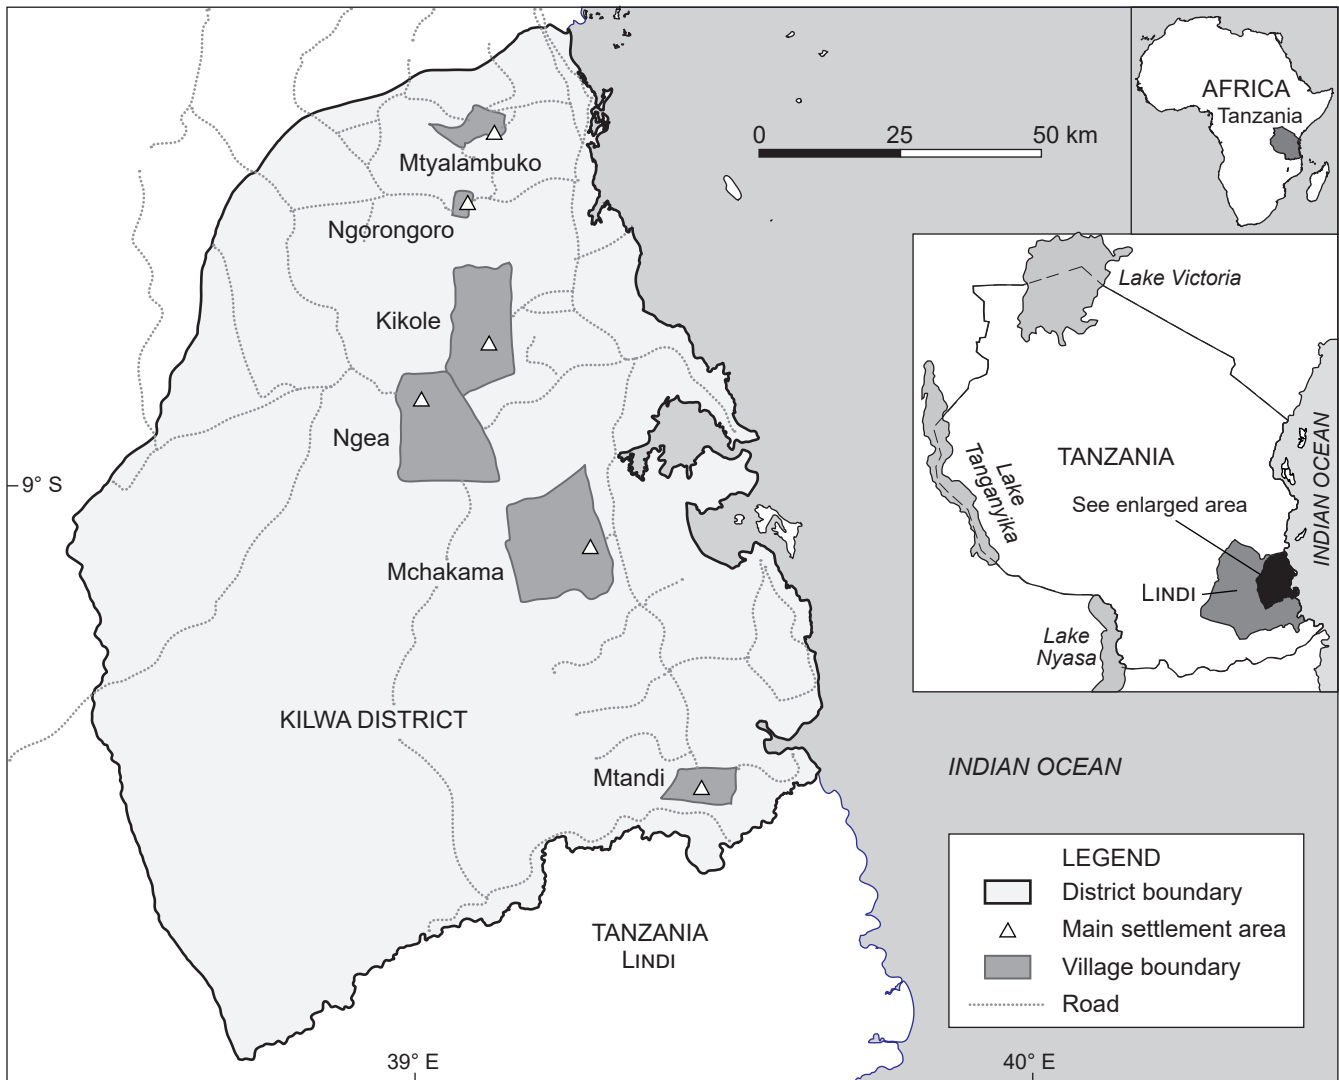 AFRICA
Tanzania
0 25 50 km
Mtyalambuko
Ngorongoro
Kikole
Ngea
9° S
Mchakama
KILWA DISTRICT
Mtandi
TANZANIA
LINDI
39° E
40° E
INDIAN OCEAN
Lake Victoria
Lake
Tanganyika
TANZANIA
See enlarged area
LINDI
Lake
Nyasa
INDIAN OCEAN
LEGEND
District boundary
Main settlement area
Village boundary
Road